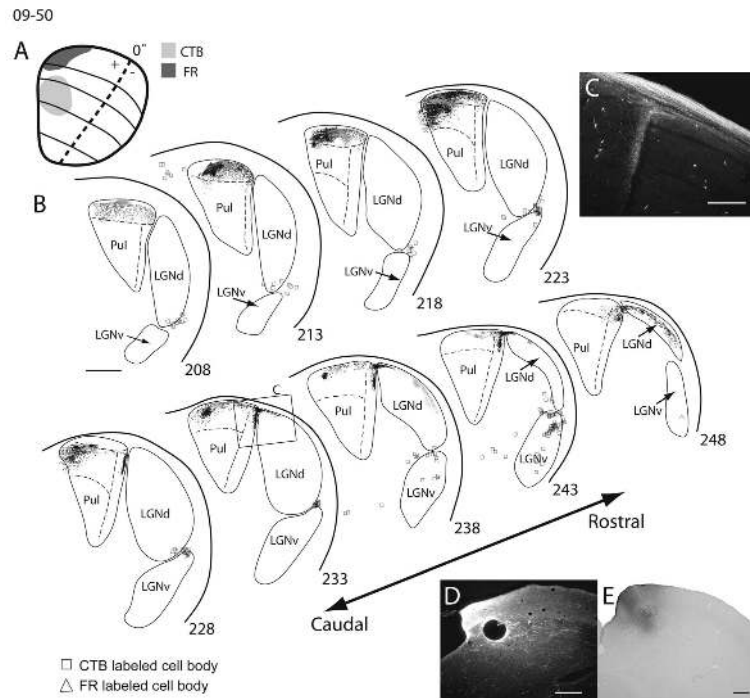 09-50
A
0°
+ -
CTB
FR
B
C
Pul
LGNd
LGNv
208
Pul
LGNd
LGNv
213
Pul
LGNd
LGNv
218
Pul
LGNd
LGNv
223
Pul
LGNd
LGNv
228
C
Pul
LGNd
LGNv
233
Pul
LGNd
LGNv
238
Pul
LGNd
LGNv
243
Pul
LGNd
LGNv
248
Rostral
Caudal
D
E
CTB labeled cell body
FR labeled cell body